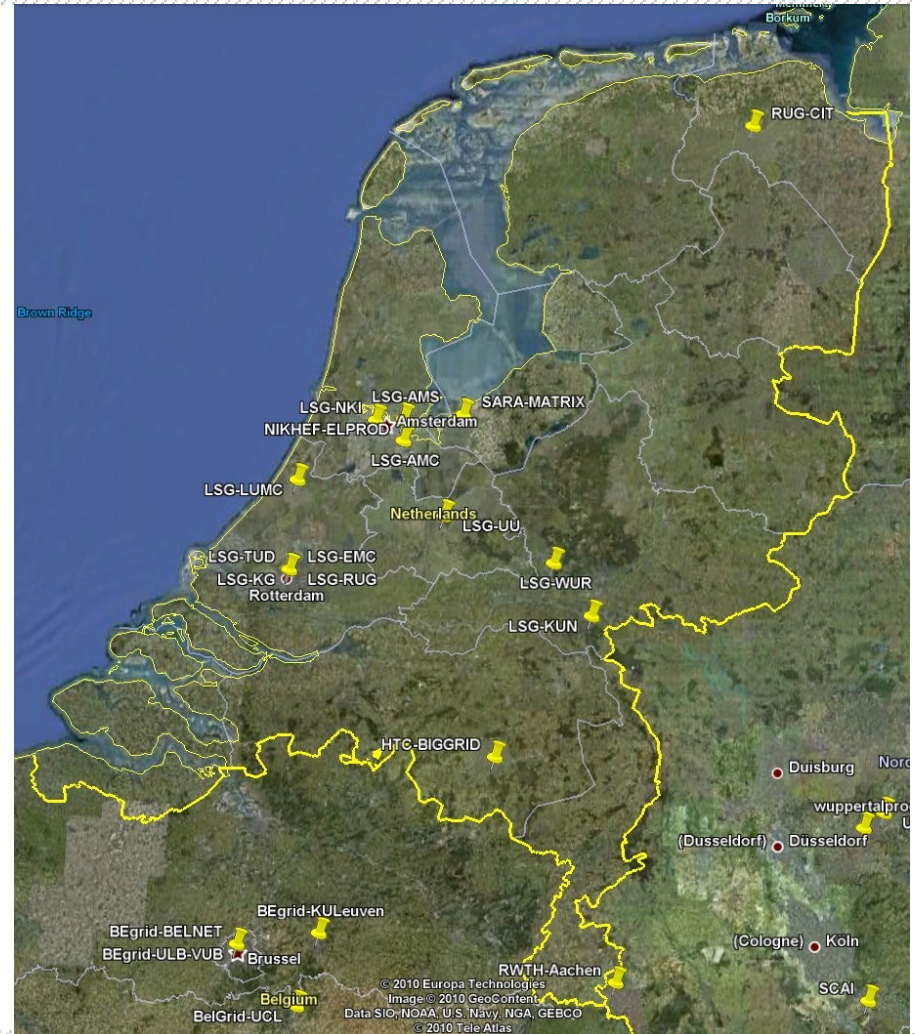 Memmert
Borkum
RUG-CIT
Brown Ridge
LSG-AMS
SARA-MATRIX
LSG-NKI
Amsterdam
NIKHEF-ELPROD
LSG-AMC
LSG-LUMC
Netherlands
LSG-UU
LSG-TUD LSG-EMC
LSG-KG LSG-RUG
Rotterdam
LSG-WUR
LSG-KUN
HTC-BIGGRID
Duisburg
Nord
wuppertalpro
U
(Dusseldorf) Düsseldorf
BEgrid-KULeuven
BEgrid-BELNET
BEgrid-ULB-VUB Brussel
(Cologne) Köln
RWTH-Aachen
SCAI
Belgium
BelGrid-UCL
© 2010 Europa Technologies
Image © 2010 GeoContent
Data SIO, NOAA, U.S. Navy, NGA, GEBCO
© 2010 Tele Atlas